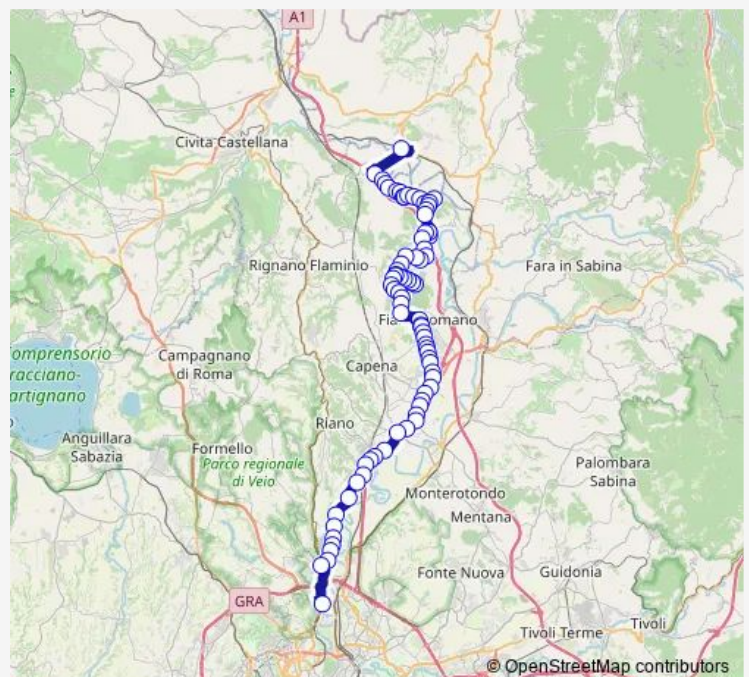 A1
Civita Castellana
Rignano Flaminio
Fara in Sabina
Fia
omano
Campagnano
di Roma
Capena
omprensorio
racciano-
artignano
Riano
Anguillara
Sabazia
Formello
Parco regionale
di Veio
Palombara
Sabina
Monterotondo
Mentana
Fonte Nuova
Guidonia
GRA
Tivoli Terme
Tivoli
© OpenStreetMap contributors